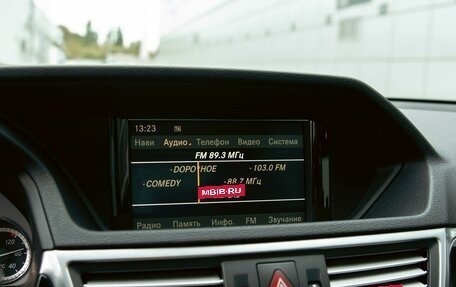 13:23
Нави Аудио Телефон Видео Система
FM 89.3 МГц
·ДОРОЖНОЕ ·103.0 FM
·COMEDY ·88.7 МГц
MBIB.RU
Радио Память Инфо. FM Звучание